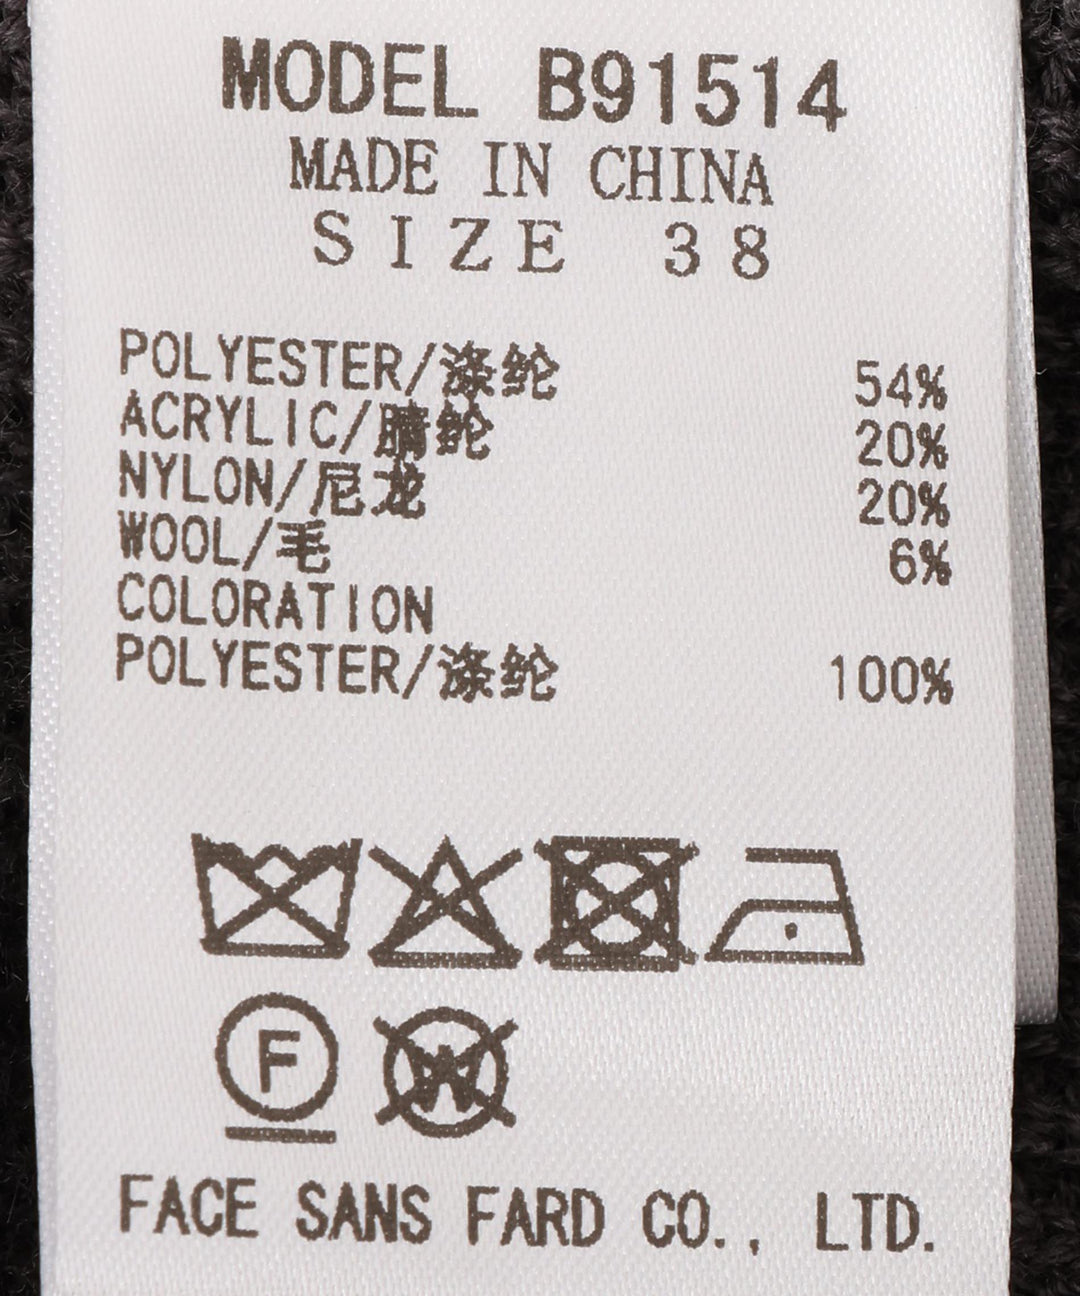 MODEL B91514
MADE IN CHINA
SIZE 38
POLYESTER/涤纶 54%
ACRYLIC/腈纶 20%
NYLON/尼龙 20%
WOOL/毛 6%
COLORATION
POLYESTER/涤纶 100%
F W
FACE SANS FARD CO., LTD.